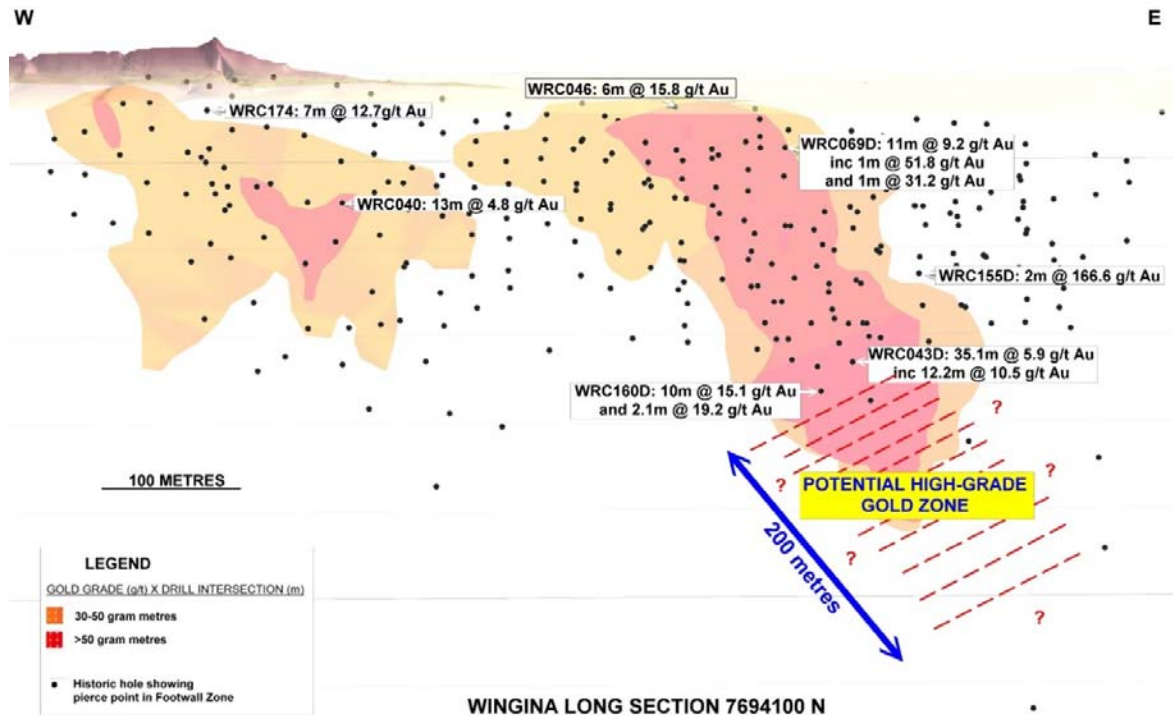 W
E
WRC046: 6m @ 15.8 g/t Au
WRC174: 7m @ 12.7g/t Au
WRC069D: 11m @ 9.2 g/t Au
inc 1m @ 51.8 g/t Au
and 1m @ 31.2 g/t Au
WRC040: 13m @ 4.8 g/t Au
WRC155D: 2m @ 166.6 g/t Au
WRC043D: 35.1m @ 5.9 g/t Au
inc 12.2m @ 10.5 g/t Au
WRC160D: 10m @ 15.1 g/t Au
and 2.1m @ 19.2 g/t Au
?
?
?
POTENTIAL HIGH-GRADE
GOLD ZONE
100 METRES
200 metres
?
?
LEGEND
GOLD GRADE (g/t) X DRILL INTERSECTION (m)
30-50 gram metres
>50 gram metres
Historic hole showing
pierce point in Footwall Zone
WINGINA LONG SECTION 7694100 N